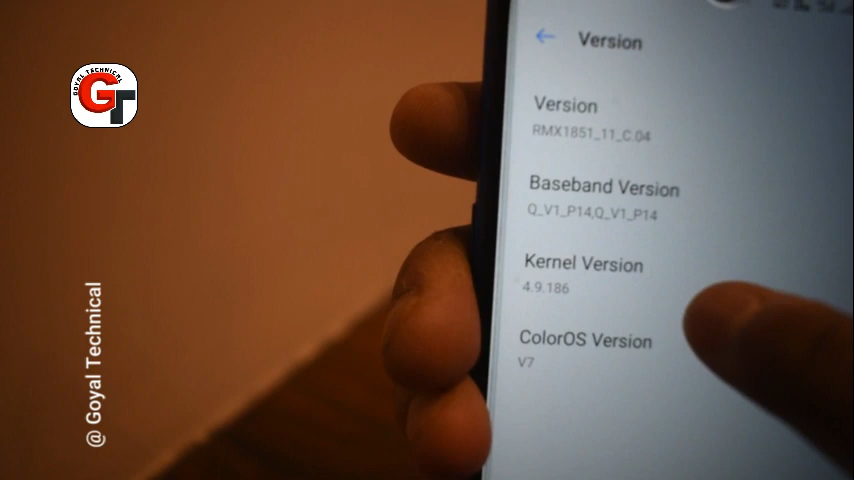 GOYAL TECHNICAL
GT
@ Goyal Technical
Version
Version
RMX1851_11_C.04
Baseband Version
Q_V1_P14,Q_V1_P14
Kernel Version
4.9.186
ColorOS Version
V7